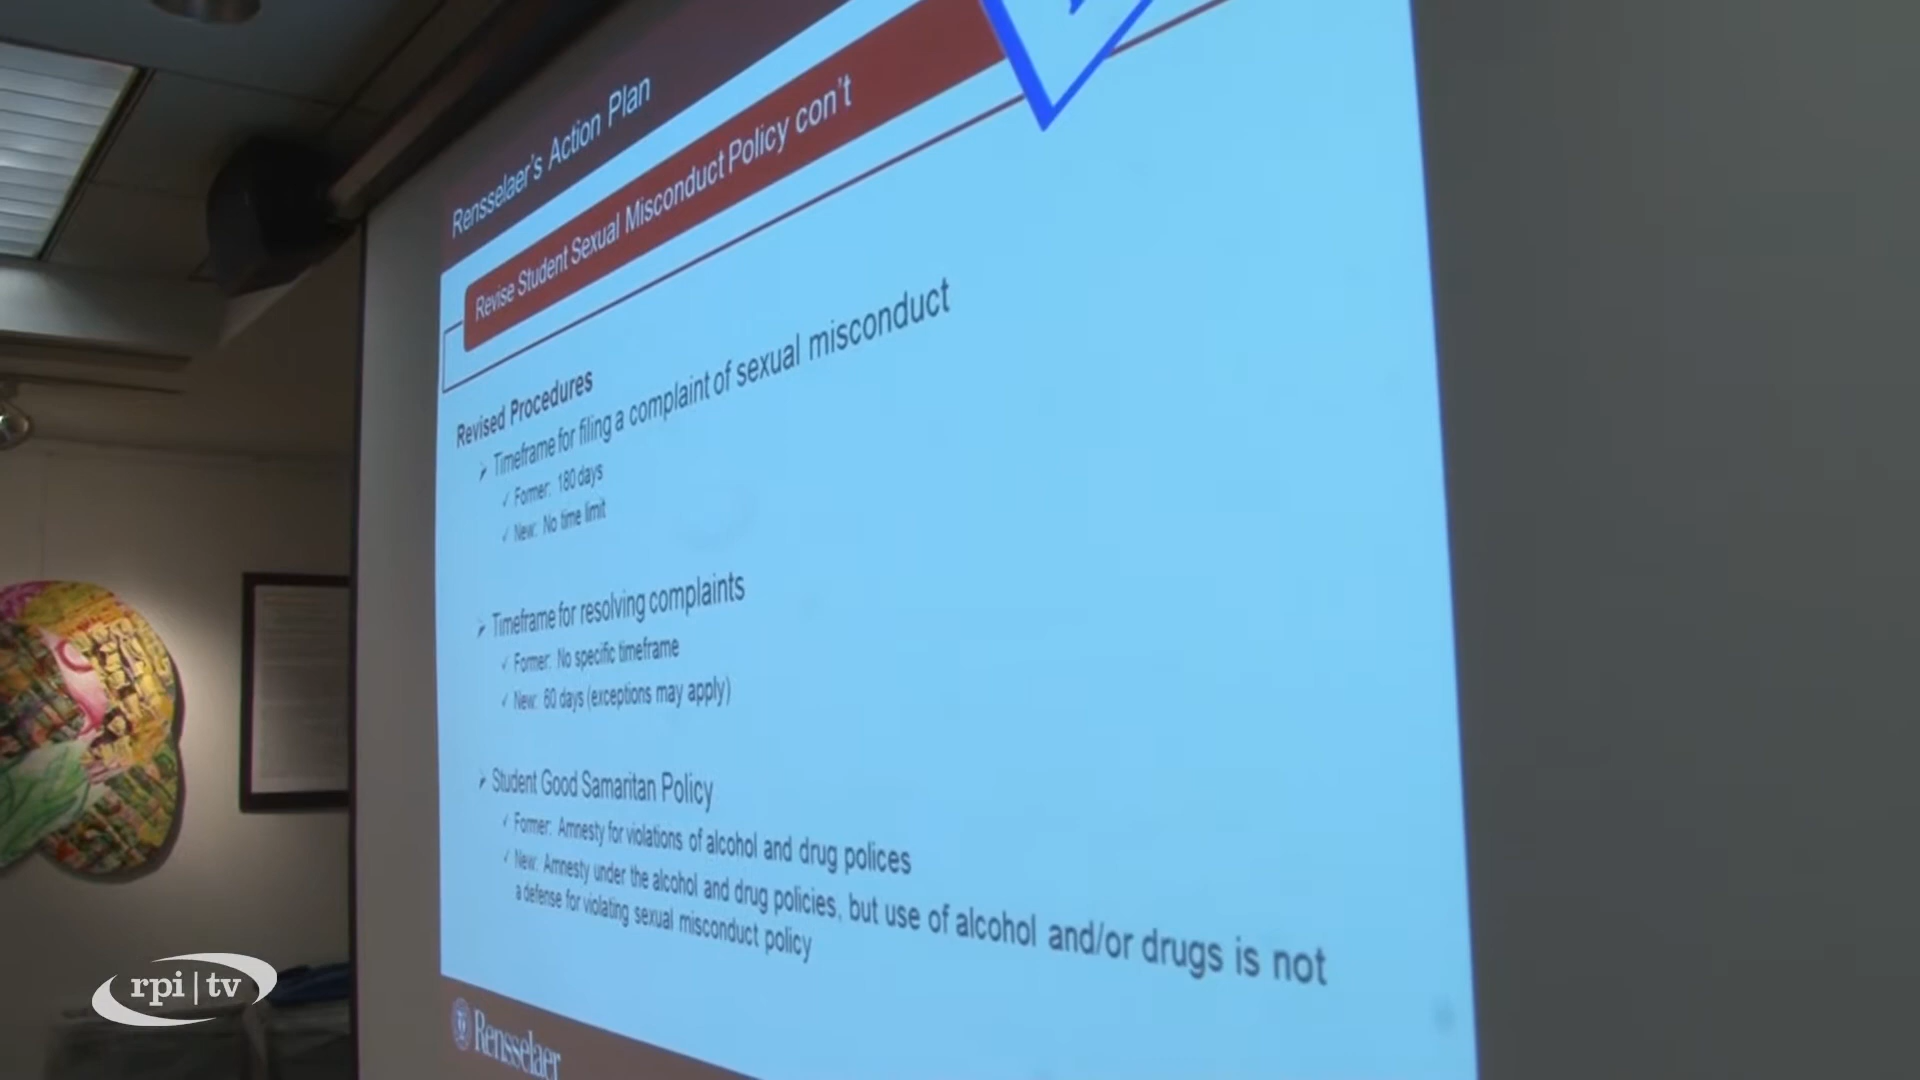 Rensselaer's Action Plan
Revise Student Sexual Misconduct Policy con't
Revised Procedures
➢ Timeframe for filing a complaint of sexual misconduct
✓ Former: 180 days
✓ New: No time limit
➢ Timeframe for resolving complaints
✓ Former: No specific timeframe
✓ New: 60 days (exceptions may apply)
➢ Student Good Samaritan Policy
✓ Former: Amnesty for violations of alcohol and drug polices
✓ New: Amnesty under the alcohol and drug policies, but use of alcohol and/or drugs is not
a defense for violating sexual misconduct policy
Rensselaer
rpi|tv